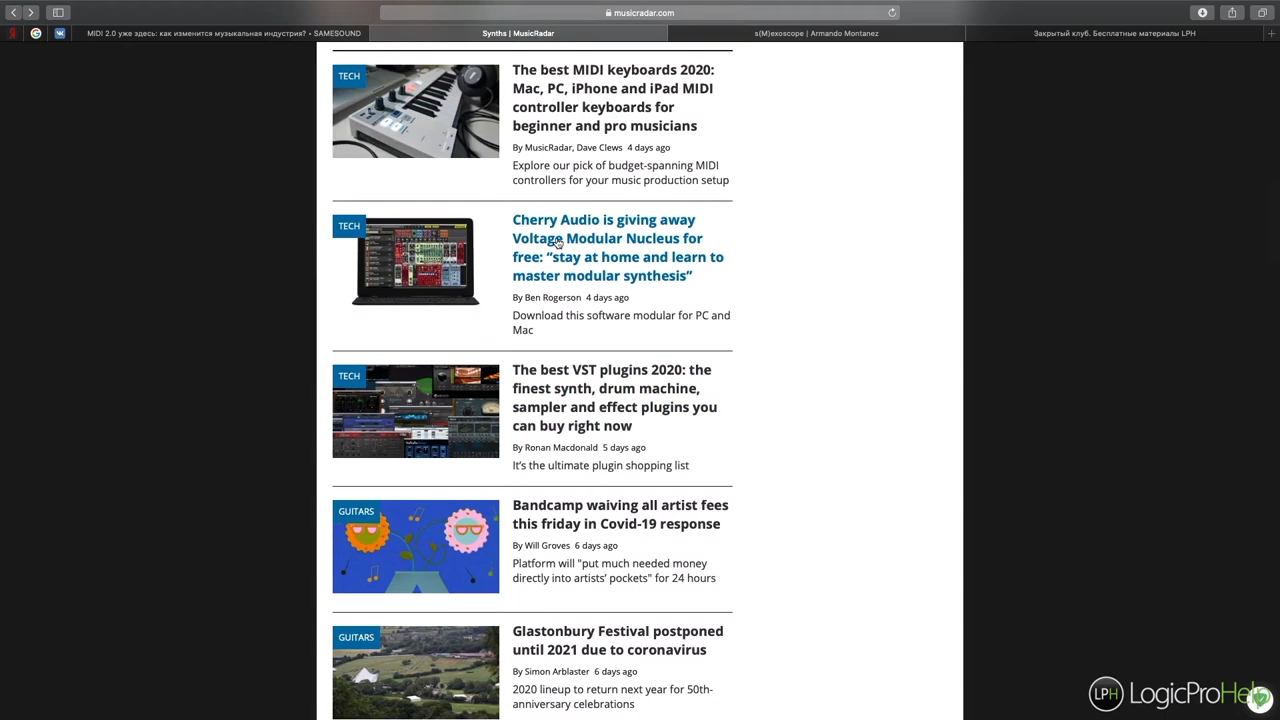 musicradar.com
MIDI 2.0 уже здесь: как изменится музыкальная индустрия? • SAMESOUND
Synths | MusicRadar
s(M)exoscope | Armando Montanez
Закрытый клуб. Бесплатные материалы LPH
TECH
The best MIDI keyboards 2020:
Mac, PC, iPhone and iPad MIDI
controller keyboards for
beginner and pro musicians
By MusicRadar, Dave Clews 4 days ago
Explore our pick of budget-spanning MIDI
controllers for your music production setup
TECH
Cherry Audio is giving away
Voltage Modular Nucleus for
free: “stay at home and learn to
master modular synthesis”
By Ben Rogerson 4 days ago
Download this software modular for PC and
Mac
TECH
The best VST plugins 2020: the
finest synth, drum machine,
sampler and effect plugins you
can buy right now
By Ronan Macdonald 5 days ago
It’s the ultimate plugin shopping list
GUITARS
Bandcamp waiving all artist fees
this friday in Covid-19 response
By Will Groves 6 days ago
Platform will "put much needed money
directly into artists’ pockets" for 24 hours
GUITARS
Glastonbury Festival postponed
until 2021 due to coronavirus
By Simon Arblaster 6 days ago
2020 lineup to return next year for 50th-
anniversary celebrations
LPH LogicProHelp